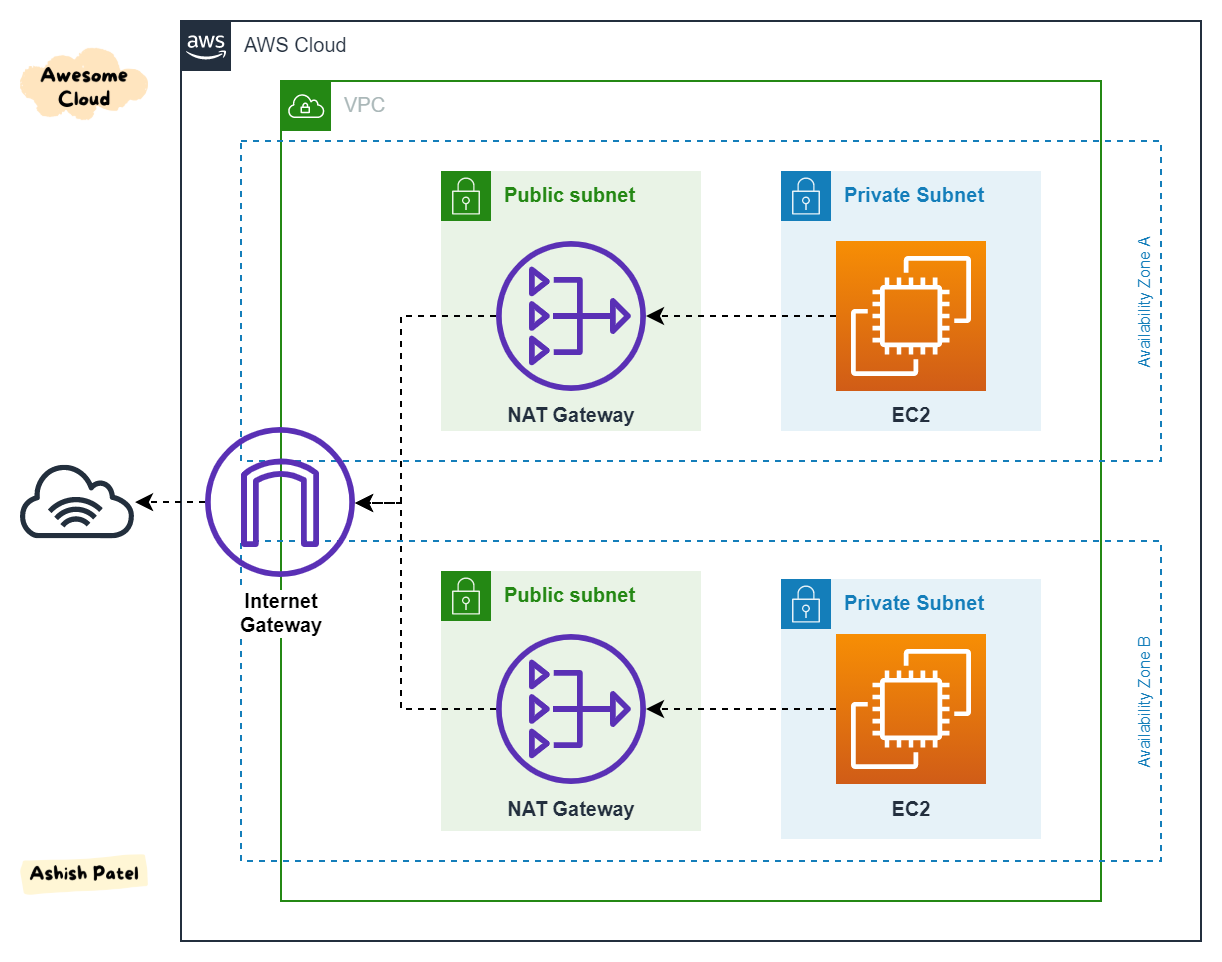 aws
AWS Cloud
Awesome
Cloud
VPC
Public subnet
Private Subnet
Availability Zone A
NAT Gateway
EC2
Internet
Gateway
Public subnet
Private Subnet
Availability Zone B
NAT Gateway
EC2
Ashish Patel